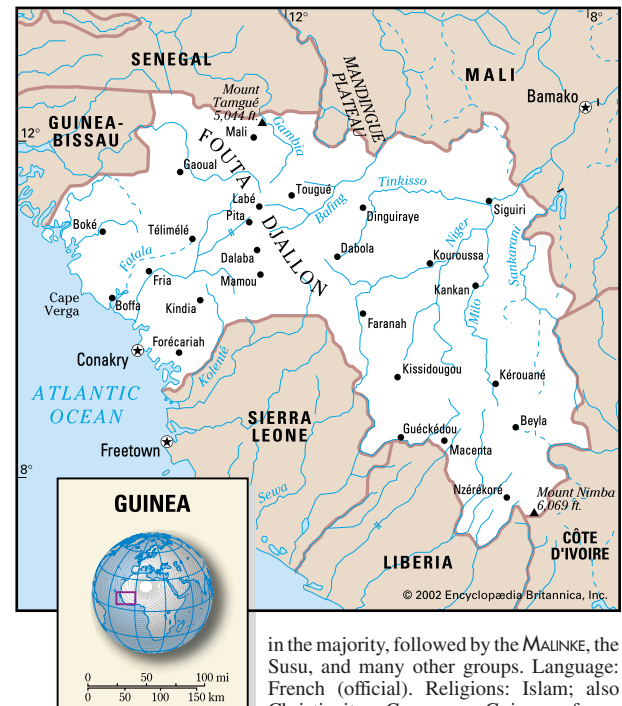 12°
8°
SENEGAL
MALI
MANDINGUE
PLATEAU
Mount
Tamgué
5,044 ft.
Bamako
GUINEA-
BISSAU
12°
Mali
Gambia
FOUTA
DJALLON
Gaoual
Tougué
Tinkisso
Labé
Bafing
Siguiri
Pita
Dinguiraye
Boké
Télimélé
Niger
Sankarani
Fatala
Dalaba
Dabola
Kouroussa
Fria
Mamou
Kankan
Cape
Verga
Boffa
Kindia
Milo
Faranah
Forécariah
Conakry
Kolenté
Kissidougou
Kérouané
ATLANTIC
OCEAN
SIERRA
LEONE
Guéckédou
Beyla
Freetown
Macenta
8°
Sewa
Nzérékoré
Mount Nimba
6,069 ft.
GUINEA
CÔTE
D'IVOIRE
LIBERIA
© 2002 Encyclopædia Britannica, Inc.
0 50 100 mi
0 50 100 150 km
in the majority, followed by the MALINKE, the
Susu, and many other groups. Language:
French (official). Religions: Islam; also